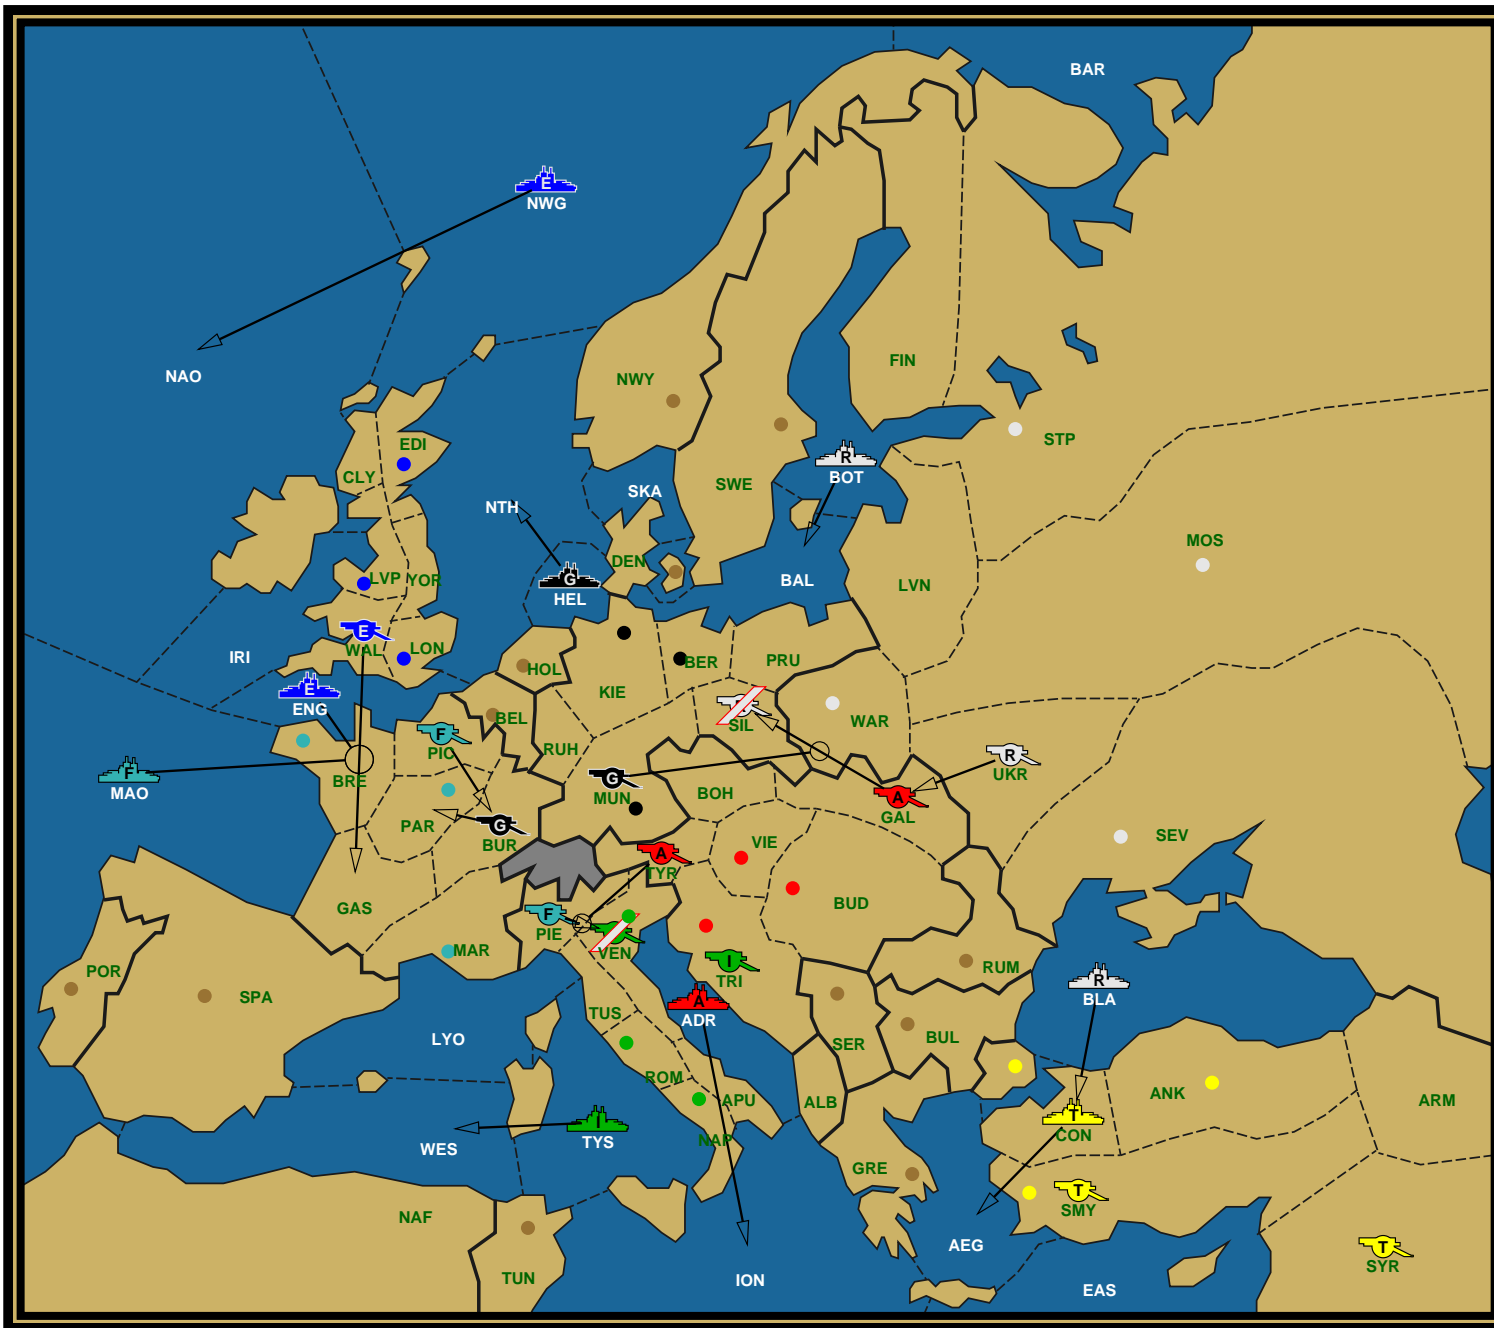 BAR
E
NWG
NAO
FIN
NWY
STP
EDI
R
CLY
BOT
SWE
SKA
NTH
MOS
DEN
G
LVP
YOR
BAL
LVN
HEL
E
WAL
LON
IRI
HOL
BER
PRU
E
KIE
ENG
BEL
SIL
WAR
F
PIC
RUH
R
UKR
F
BRE
G
MAO
MUN
BOH
A
GAL
PAR
G
BUR
SEV
VIE
A
TYR
BUD
GAS
F
PIE
MAR
VEN
I
TRI
RUM
POR
SPA
R
BLA
A
ADR
TUS
LYO
BUL
SER
ROM
APU
ALB
ANK
ARM
I
T
CON
TYS
WES
NAP
GRE
T
SMY
NAF
AEG
T
SYR
TUN
ION
EAS